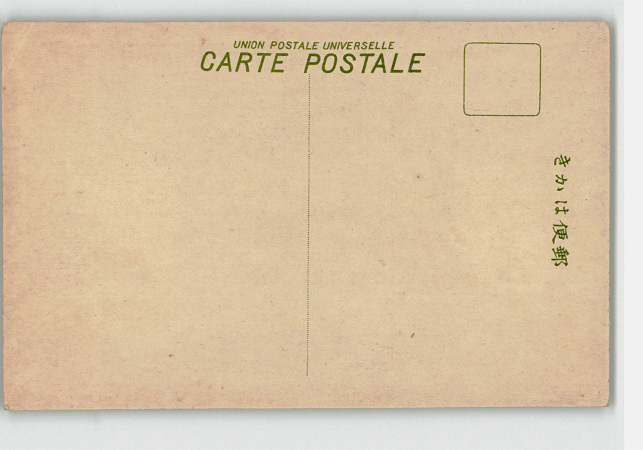 UNION POSTALE UNIVERSELLE
CARTE POSTALE
郵便はかき